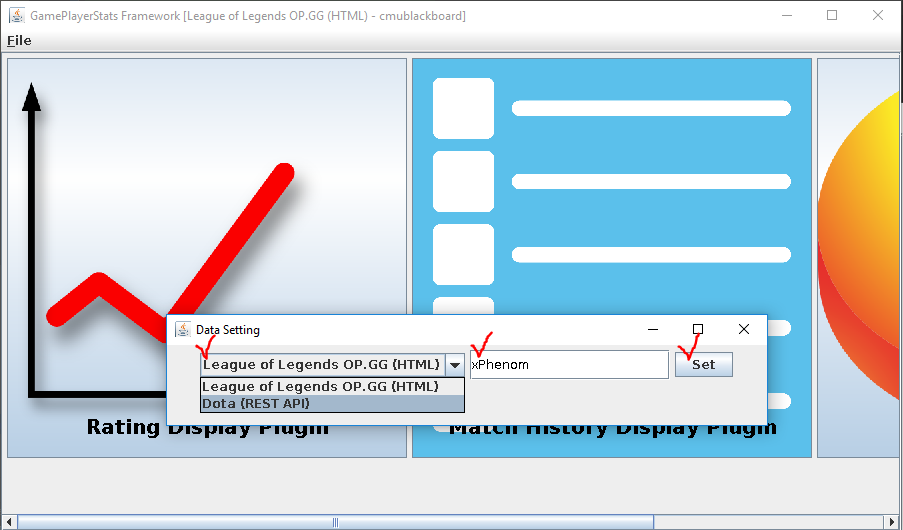 GamePlayerStats Framework [League of Legends OP.GG (HTML) - cmublackboard]
File
Data Setting
League of Legends OP.GG (HTML)
xPhenom
Set
League of Legends OP.GG (HTML)
Dota (REST API)
Rating Display Plugin
Match History Display Plugin